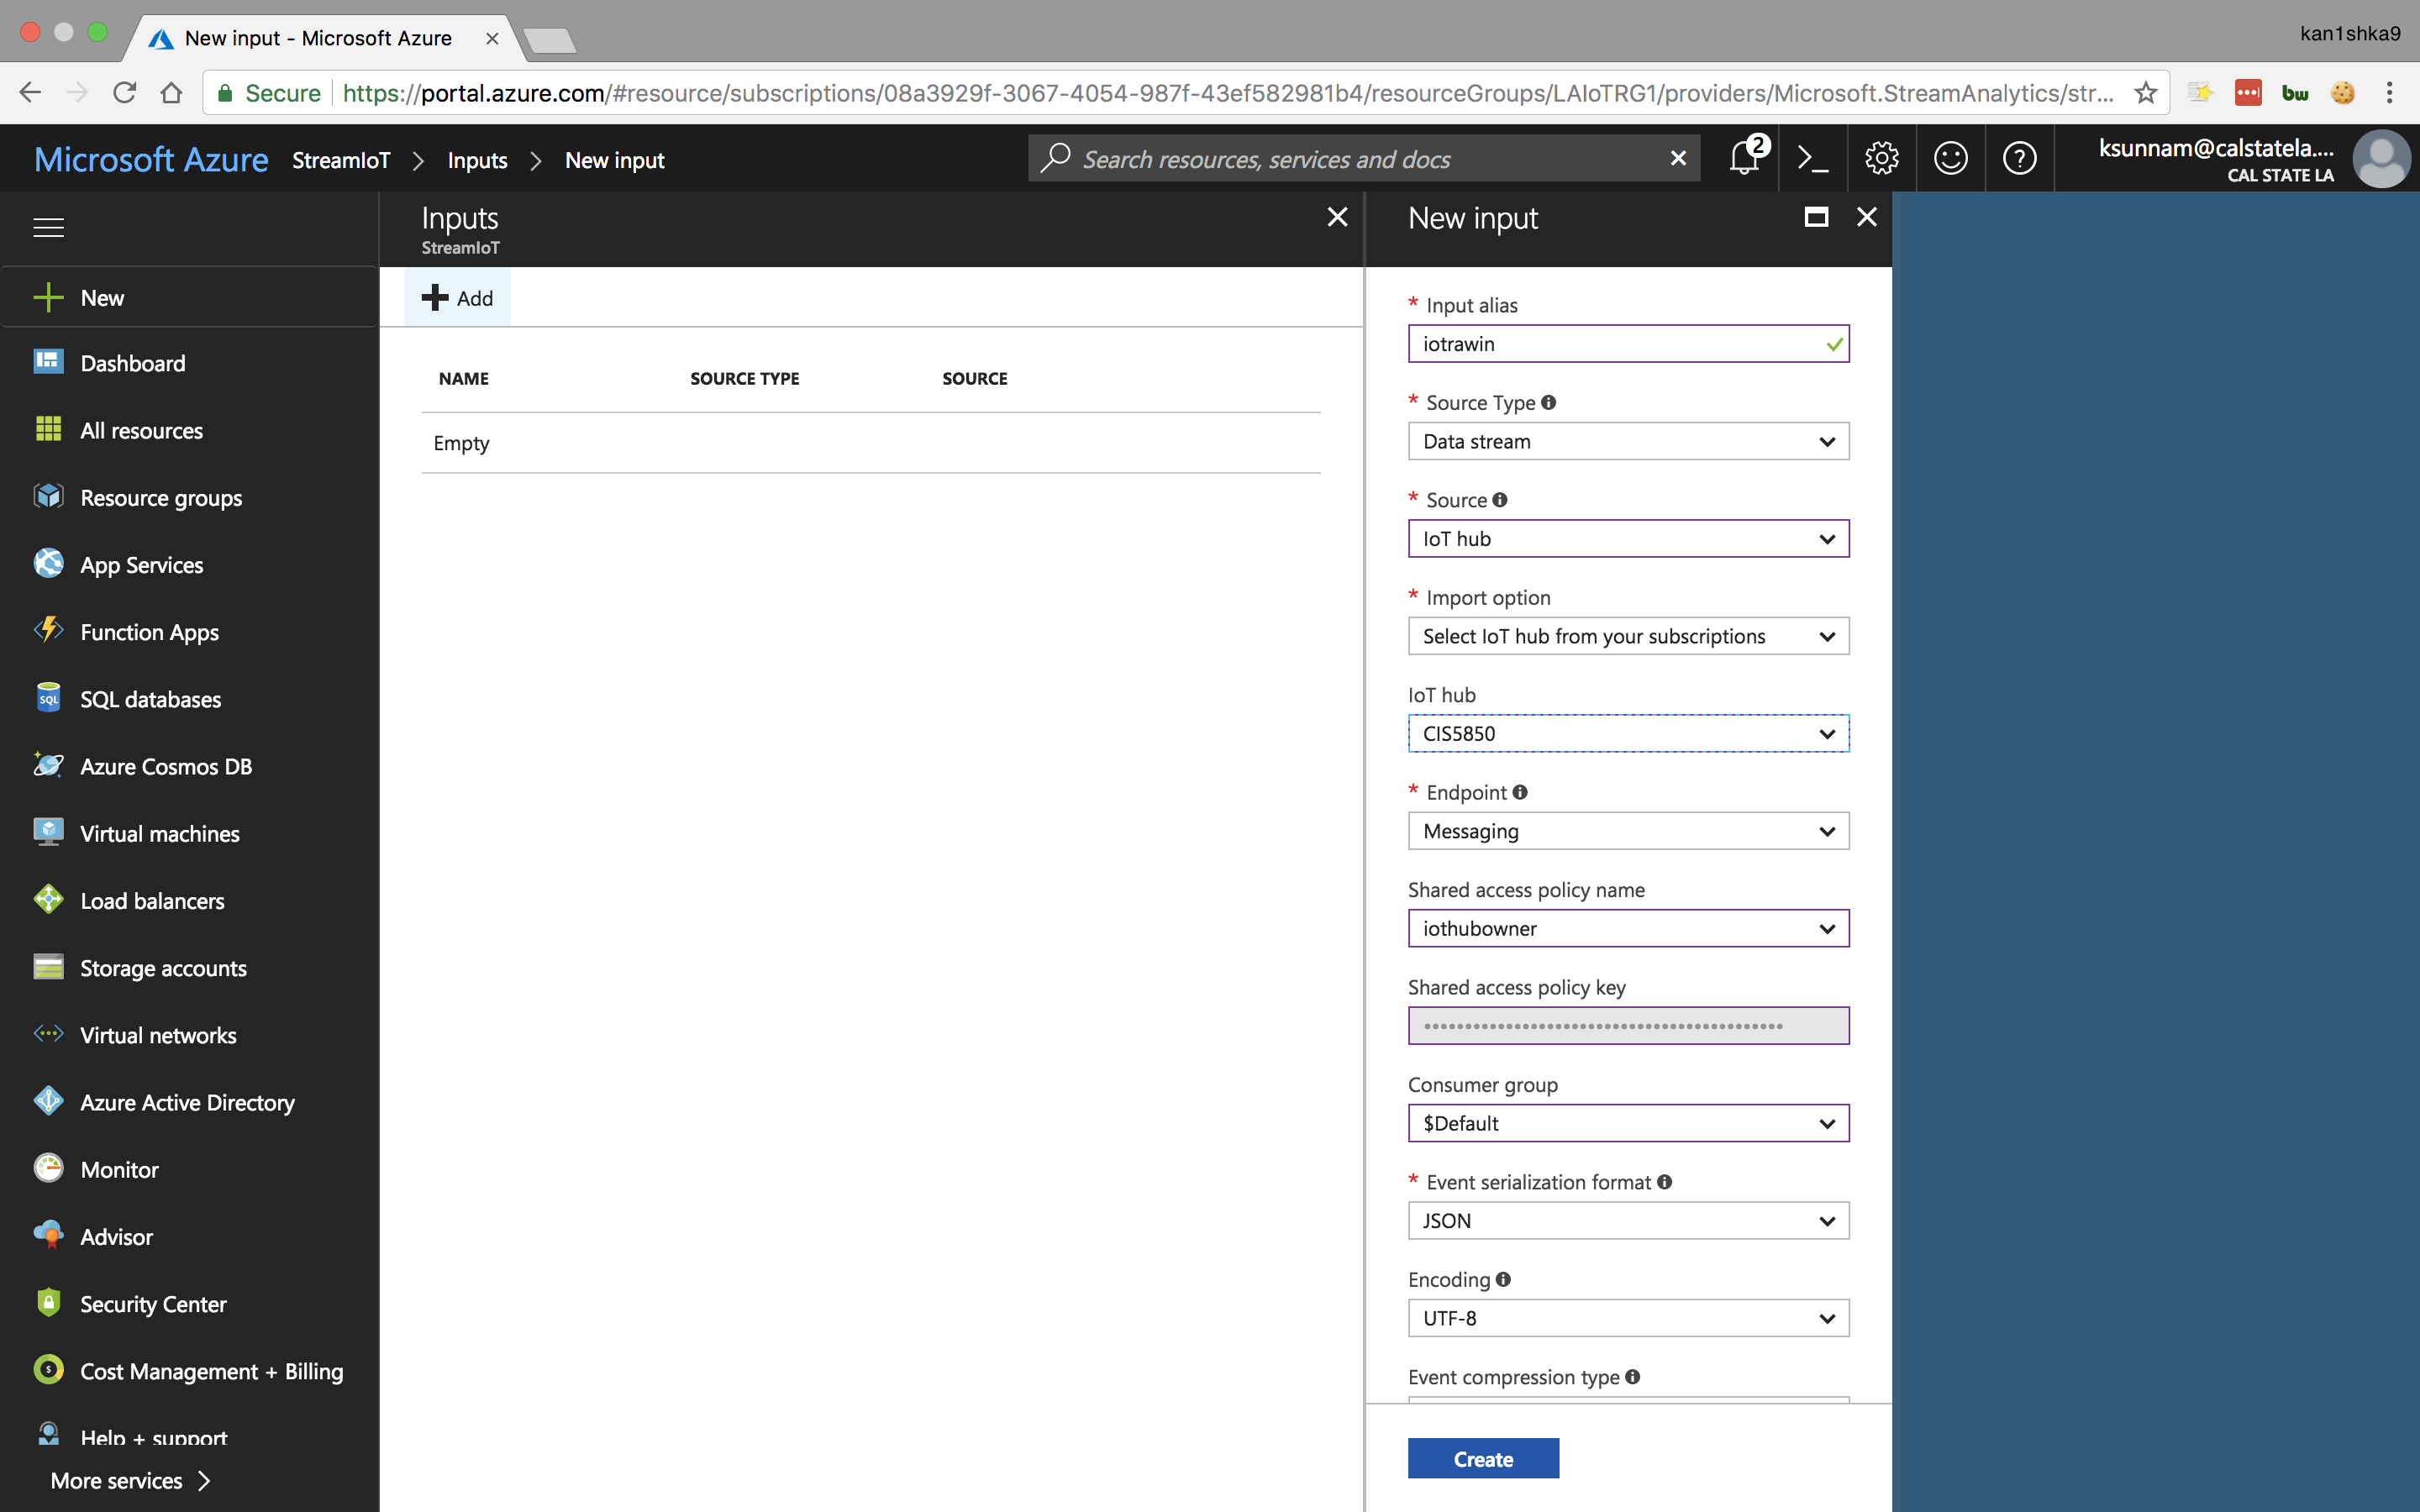 New input - Microsoft Azure
kan1shka9
Secure https://portal.azure.com/#resource/subscriptions/08a3929f-3067-4054-987f-43ef582981b4/resourceGroups/LAIoTRG1/providers/Microsoft.StreamAnalytics/str...
bw
Microsoft Azure StreamIoT > Inputs > New input
Search resources, services and docs
2
ksunnam@calstatela....
CAL STATE LA
New
Dashboard
All resources
Resource groups
App Services
Function Apps
SQL
SQL databases
Azure Cosmos DB
Virtual machines
Load balancers
Storage accounts
Virtual networks
Azure Active Directory
Monitor
Advisor
Security Center
Cost Management + Billing
Help + support
More services >
Inputs
StreamIoT
Add
NAME SOURCE TYPE SOURCE
Empty
New input
* Input alias
iotrawin
* Source Type
Data stream
* Source
IoT hub
* Import option
Select IoT hub from your subscriptions
IoT hub
CIS5850
* Endpoint
Messaging
Shared access policy name
iothubowner
Shared access policy key
••••••••••••••••••••••••••••••••••••••••••••
Consumer group
$Default
* Event serialization format
JSON
Encoding
UTF-8
Event compression type
Create